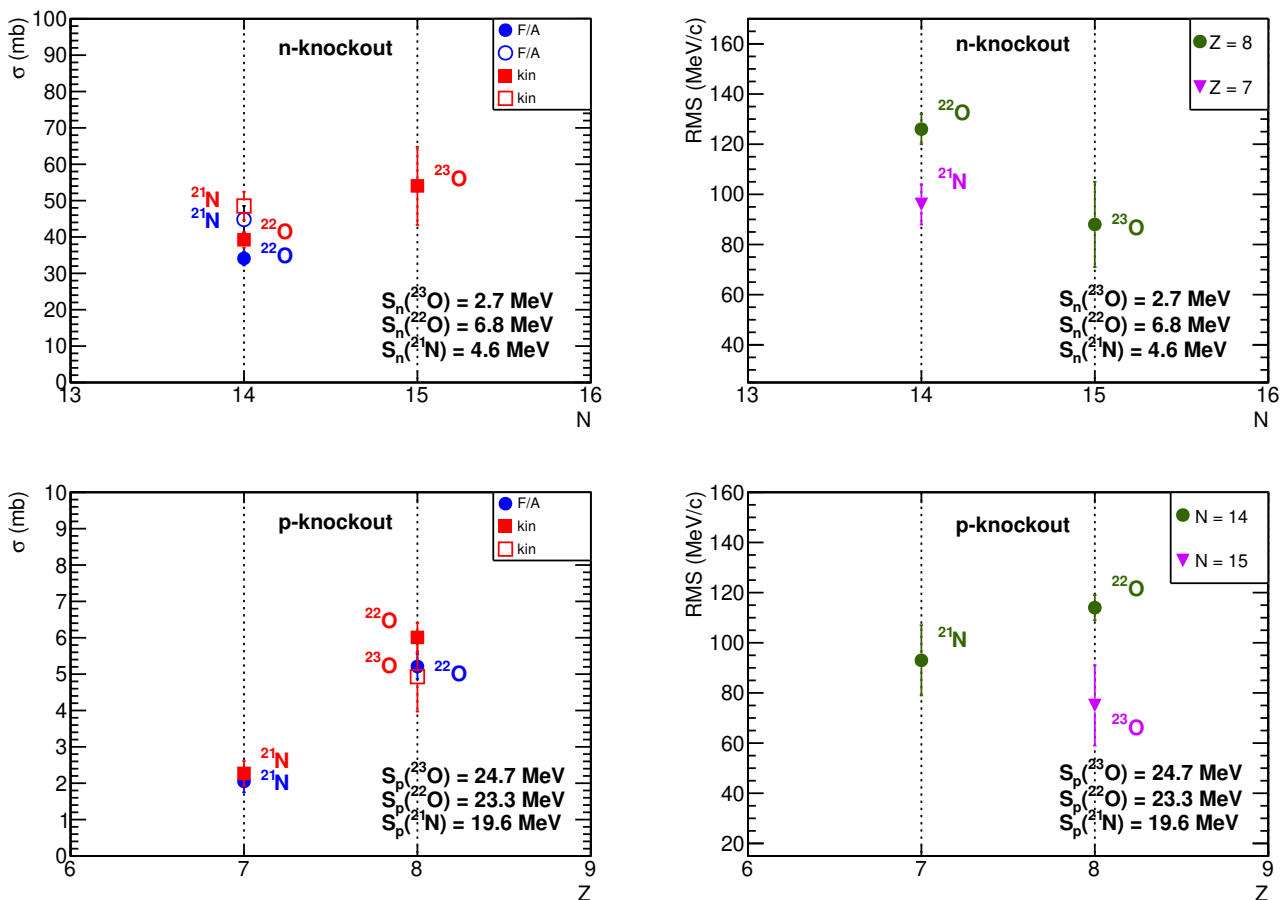 σ (mb)
100
90
80
70
60
50
40
30
20
10
0
n-knockout
F/A
F/A
kin
kin
²¹N
²¹N
²²O
²²O
²³O
Sₙ(²³O) = 2.7 MeV
Sₙ(²²O) = 6.8 MeV
Sₙ(²¹N) = 4.6 MeV
13 14 15 16
N
RMS (MeV/c)
160
140
120
100
80
60
40
n-knockout
Z = 8
Z = 7
²²O
²¹N
²³O
Sₙ(²³O) = 2.7 MeV
Sₙ(²²O) = 6.8 MeV
Sₙ(²¹N) = 4.6 MeV
13 14 15 16
N
σ (mb)
10
9
8
7
6
5
4
3
2
1
0
p-knockout
F/A
kin
kin
²²O
²³O
²²O
²¹N
²¹N
Sₚ(²³O) = 24.7 MeV
Sₚ(²²O) = 23.3 MeV
Sₚ(²¹N) = 19.6 MeV
6 7 8 9
Z
RMS (MeV/c)
160
140
120
100
80
60
40
20
p-knockout
N = 14
N = 15
²²O
²¹N
²³O
Sₚ(²³O) = 24.7 MeV
Sₚ(²²O) = 23.3 MeV
Sₚ(²¹N) = 19.6 MeV
6 7 8 9
Z